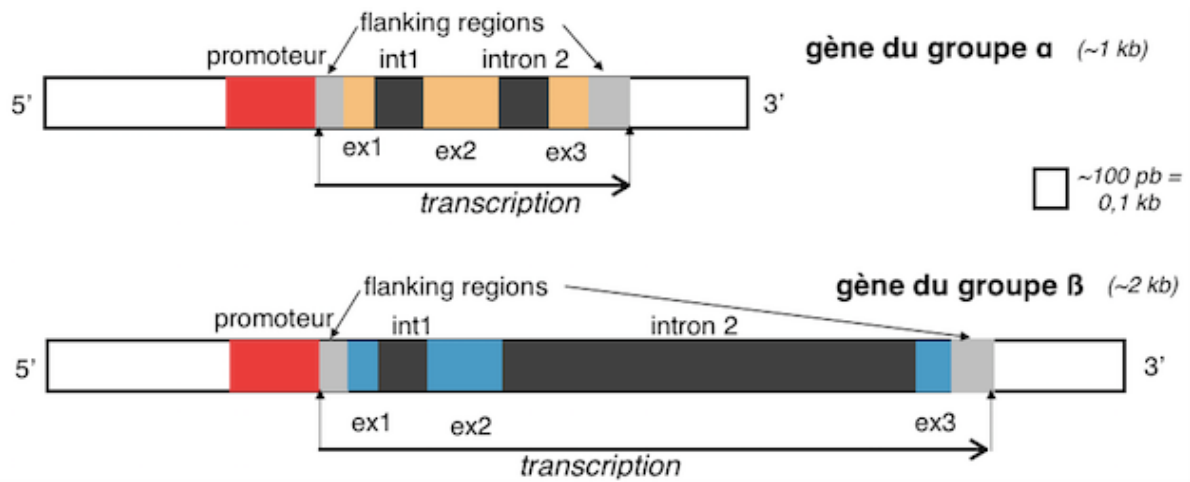 flanking regions
promoteur int1 intron 2
gène du groupe α (~1 kb)
5' 3'
ex1 ex2 ex3
transcription
~100 pb =
0,1 kb
flanking regions
gène du groupe ß (~2 kb)
promoteur int1 intron 2
5' 3'
ex1 ex2 ex3
transcription